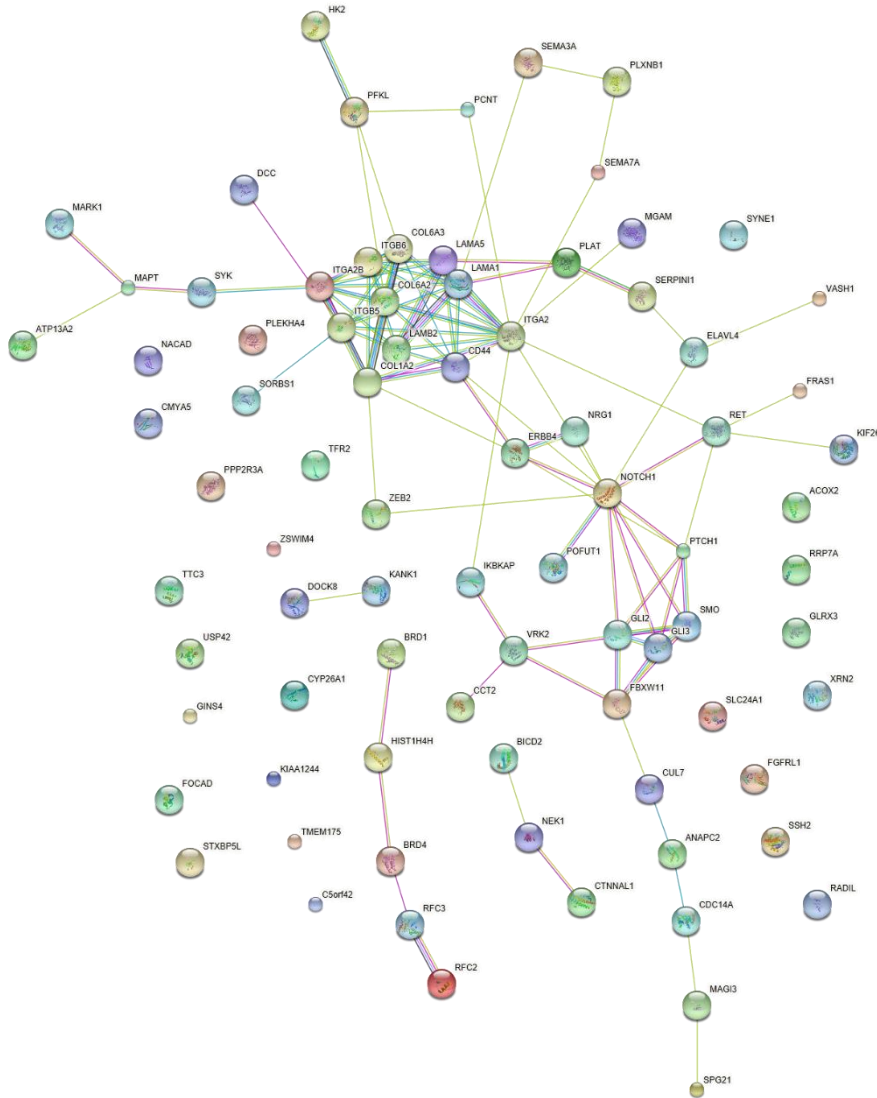 HK2
SEMA3A
PLXNB1
PFKL
PCNT
SEMA7A
DCC
MARK1
MGAM
SYNE1
COL6A3
ITGB6
LAMA5
PLAT
LAMA1
MAPT
SYK
ITGA2B
COL6A2
SERPINI1
VASH1
ATP13A2
PLEKHA4
ITGB5
LAMB2
ITGA2
NACAD
ELAVL4
COL1A2
CD44
SORBS1
FRAS1
CMYA5
NRG1
RET
KIF26
ERBB4
TFR2
PPP2R3A
NOTCH1
ACOX2
ZEB2
ZSWIM4
PTCH1
IKBKAP
POFUT1
RRP7A
TTC3
DOCK8
KANK1
SMO
GLI2
GLRX3
USP42
BRD1
VRK2
GLI3
CYP26A1
XRN2
CCT2
FBXW11
SLC24A1
GINS4
HIST1H4H
BICD2
KIAA1244
FGFRL1
FOCAD
CUL7
TMEM175
NEK1
SSH2
STXBP5L
BRD4
ANAPC2
C5orf42
CTNNAL1
RADIL
RFC3
CDC14A
RFC2
MAGI3
SPG21